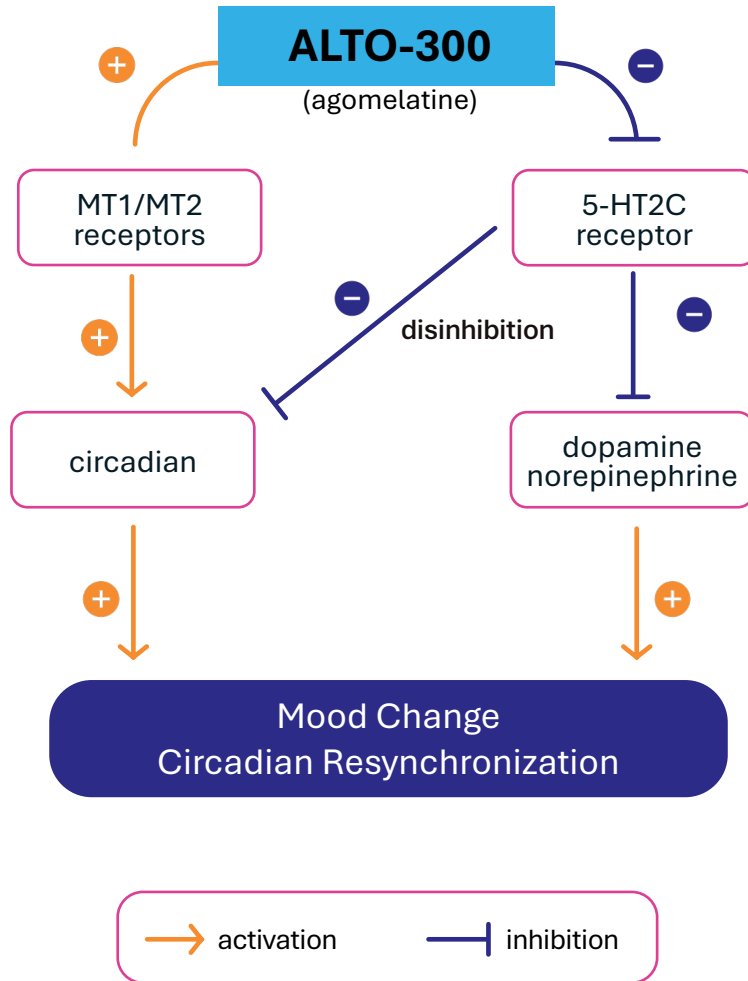 ALTO-300
(agomelatine)
+
−
MT1/MT2
receptors
5-HT2C
receptor
−
disinhibition
−
+
circadian
dopamine
norepinephrine
+
+
Mood Change
Circadian Resynchronization
activation
inhibition